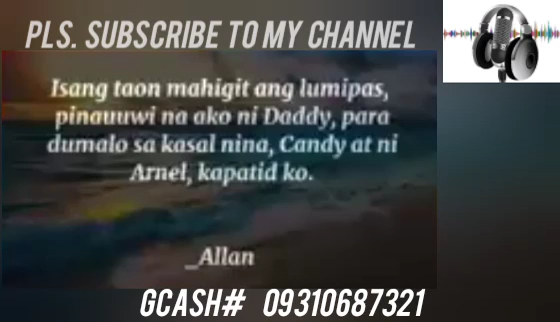 PLS. SUBSCRIBE TO MY CHANNEL
Isang taon mahigit ang lumipas,
pinauuwi na ako ni Daddy, para
dumalo sa kasal nina, Candy at ni
Arnel, kapatid ko.
_Allan
GCASH# 09310687321